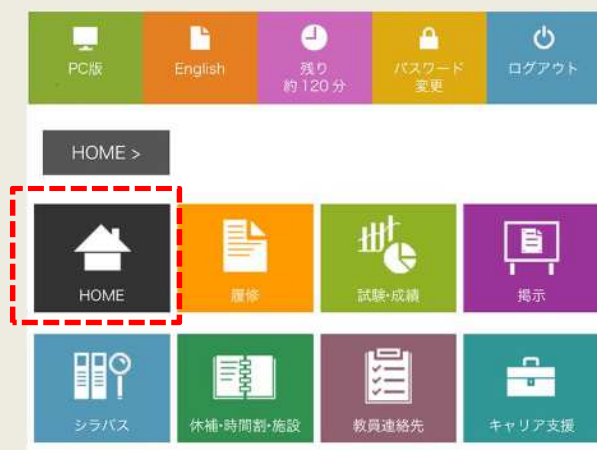 PC版
English
残り
約120分
パスワード
変更
ログアウト
HOME >
HOME
履修
試験・成績
掲示
シラバス
休補・時間割・施設
教員連絡先
キャリア支援